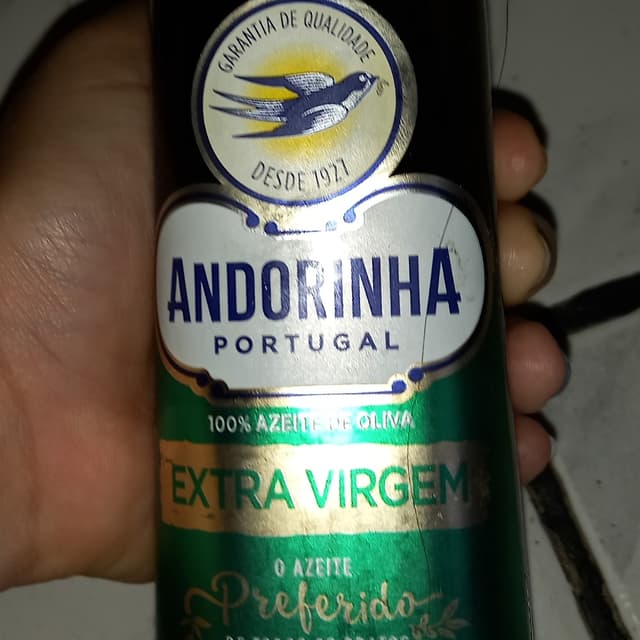 GARANTIA DE QUALIDADE
DESDE 1927
ANDORINHA
PORTUGAL
100% AZEITE DE OLIVA
EXTRA VIRGEM
O AZEITE
Preferido